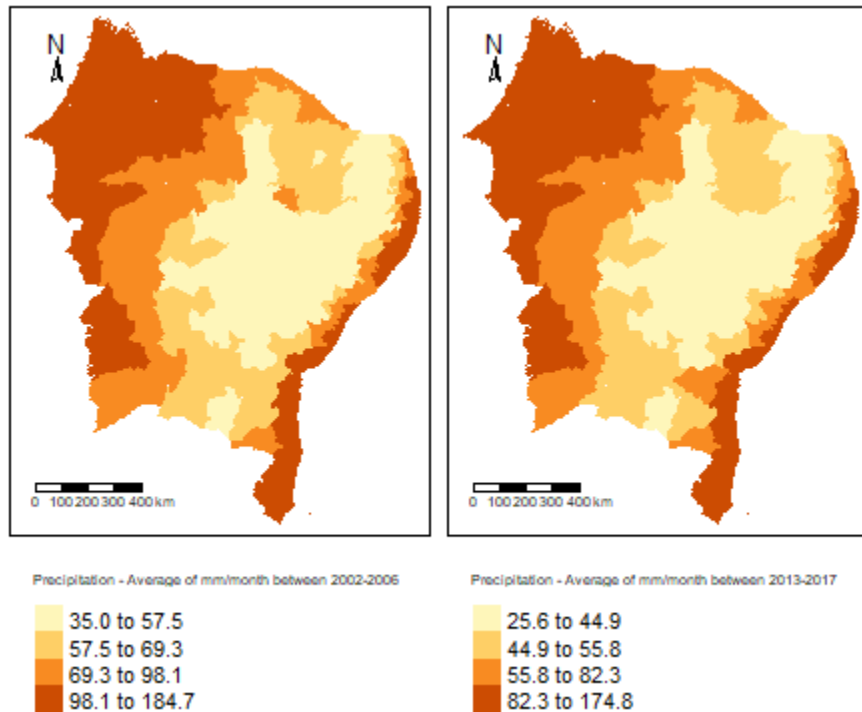 N
0 100 200 300 400 km
Precipitation - Average of mm/month between 2002-2006
35.0 to 57.5
57.5 to 69.3
69.3 to 98.1
98.1 to 184.7
N
0 100 200 300 400 km
Precipitation - Average of mm/month between 2013-2017
25.6 to 44.9
44.9 to 55.8
55.8 to 82.3
82.3 to 174.8